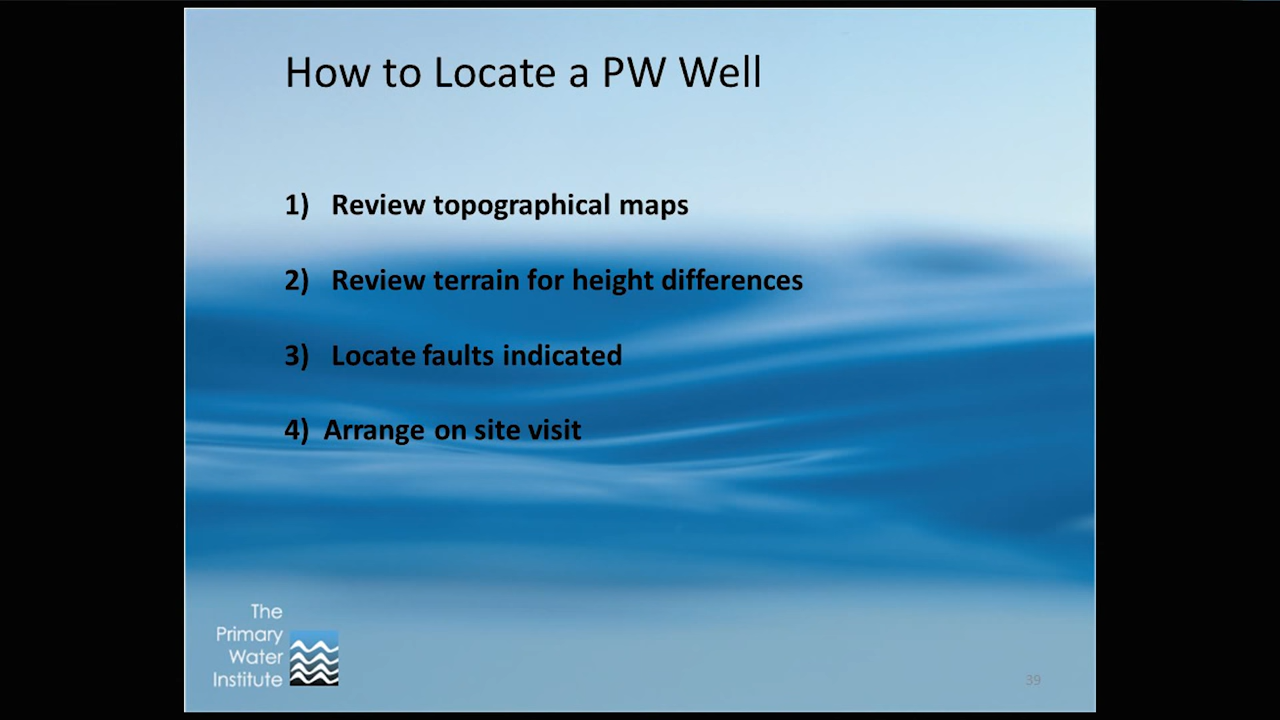 How to Locate a PW Well
1) Review topographical maps
2) Review terrain for height differences
3) Locate faults indicated
4) Arrange on site visit
The
Primary
Water
Institute
39